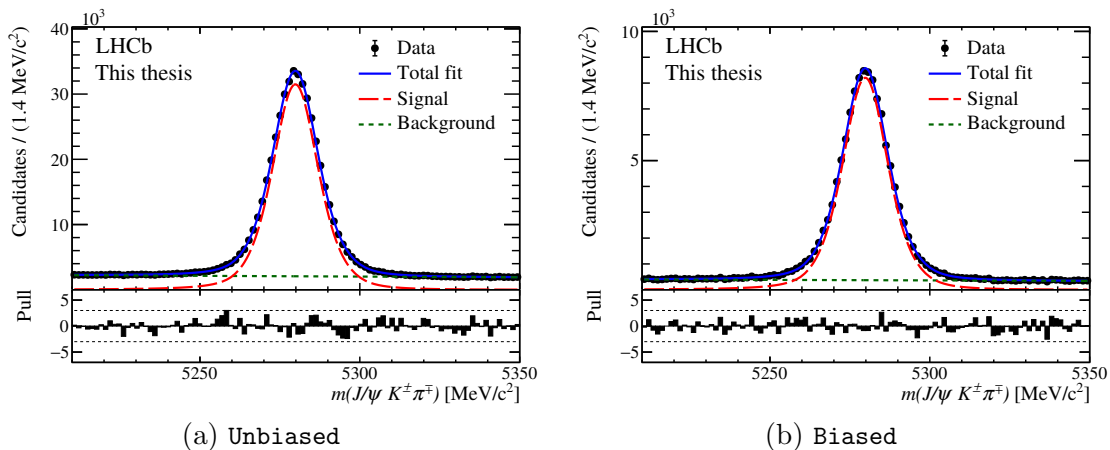 10³
40
30
20
10
Candidates / (1.4 MeV/c²)
LHCb
This thesis
Data
Total fit
Signal
Background
5
0
−5
Pull
5250 5300 5350
m(J/ψ K±π∓) [MeV/c²]
(a) Unbiased
10³
10
5
Candidates / (1.4 MeV/c²)
LHCb
This thesis
Data
Total fit
Signal
Background
5
0
−5
Pull
5250 5300 5350
m(J/ψ K±π∓) [MeV/c²]
(b) Biased